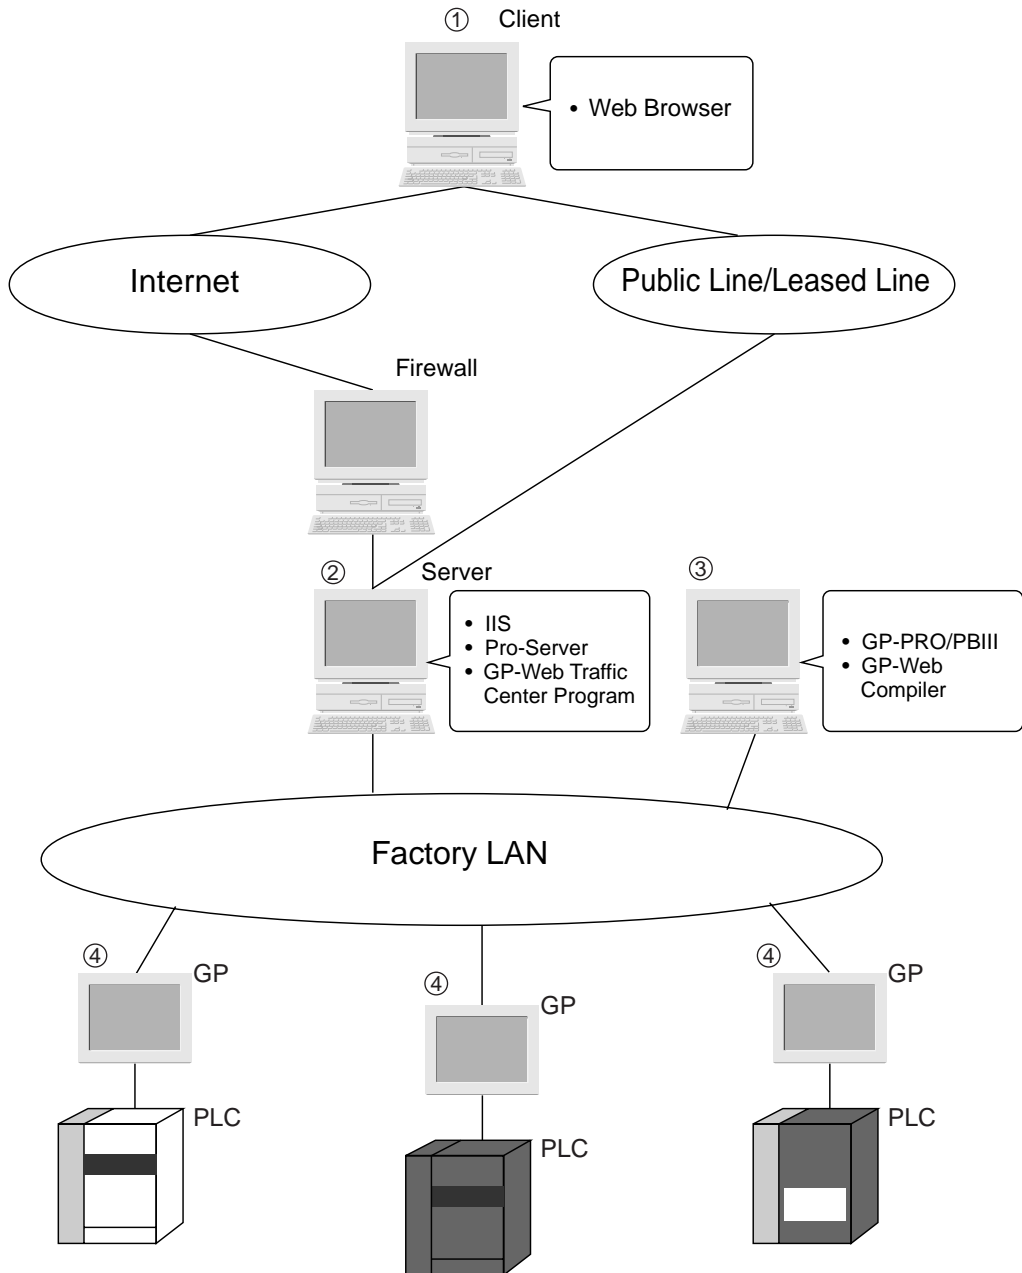 ① Client
• Web Browser
Internet
Public Line/Leased Line
Firewall
② Server
• IIS
• Pro-Server
• GP-Web Traffic
Center Program
③
• GP-PRO/PBIII
• GP-Web
Compiler
Factory LAN
④ GP
④ GP
④ GP
PLC
PLC
PLC